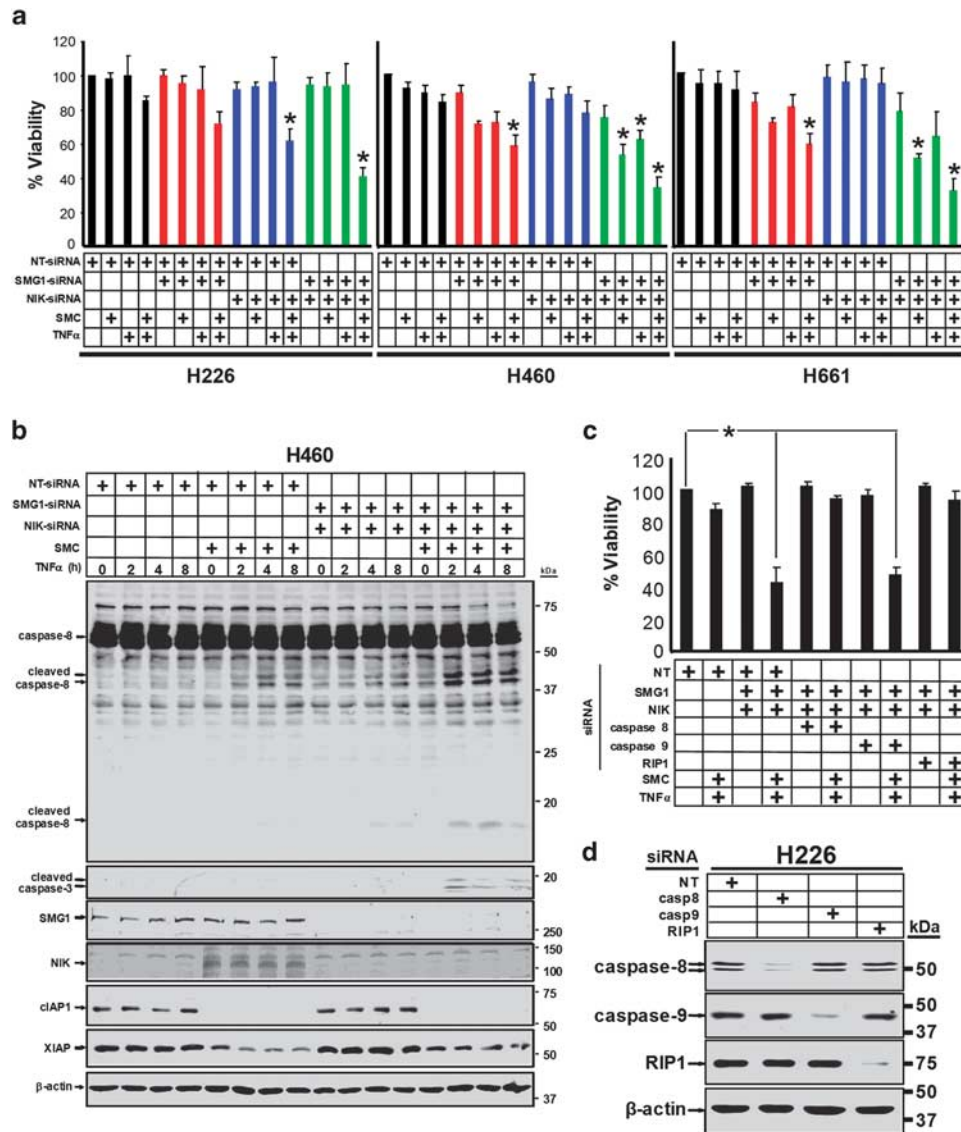 a
120
100
80
60
40
20
0
% Viability
* * * * * * * *
NT-siRNA + + + + + + + + + + + + + + + + + + + + + + + + + + + + + +
SMG1-siRNA + + + + + + + + + + + + + + + + + + + + + + + +
NIK-siRNA + + + + + + + + + + + + + + + + + + + + + + + +
SMC + + + + + + + + + + + + + + + + + + + + + + + +
TNFα + + + + + + + + + + + + + + + + + + + + + + + +
H226 H460 H661
b
H460
NT-siRNA + + + + + + + +
SMG1-siRNA + + + + + + + +
NIK-siRNA + + + + + + + +
SMC + + + + + + + +
TNFα (h) 0 2 4 8 0 2 4 8 0 2 4 8 0 2 4 8 kDa
75
caspase-8
50
cleaved
caspase-8
37
25
20
cleaved
caspase-8
cleaved
caspase-3
20
SMG1
250
NIK
150
100
cIAP1
75
50
XIAP
50
β-actin
37
c
*
120
100
80
60
40
20
0
% Viability
siRNA
NT + + + +
SMG1 + + + + + + + +
NIK + + + + + + + +
caspase 8 + +
caspase 9 + +
RIP1 + +
SMC + + + + +
TNFα + + + + +
d
siRNA H226
NT +
casp8 +
casp9 +
RIP1 +
kDa
caspase-8
50
caspase-9
50
37
RIP1
75
50
β-actin
37